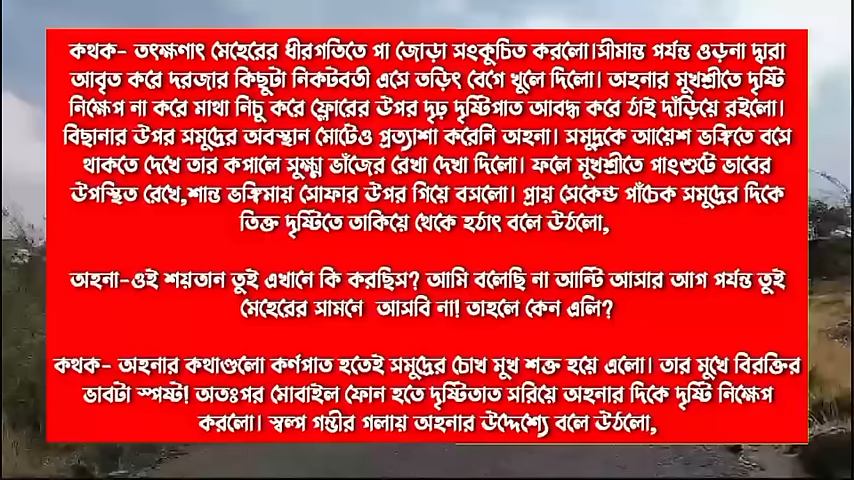 কথক- তৎক্ষণাৎ মেহেরের ধীরগতিতে পা জোড়া সংকুচিত করলো।সীমান্ত পর্যন্ত ওড়না দ্বারা
আবৃত করে দরজার কিছুটা নিকটবর্তী এসে তড়িৎ বেগে খুলে দিলো। অহনার মুখশ্রীতে দৃষ্টি
নিক্ষেপ না করে মাথা নিচু করে ফ্লোরের উপর দৃঢ় দৃষ্টিপাত আবদ্ধ করে ঠাই দাঁড়িয়ে রইলো।
বিছানার উপর সমুদ্রের অবস্থান মোটেও প্রত্যাশা করেনি অহনা। সমুদ্রকে আয়েশ ভঙ্গিতে বসে
থাকতে দেখে তার কপালে সুক্ষ্ম ভাঁজের রেখা দেখা দিলো। ফলে মুখশ্রীতে পাংশুটে ভাবের
উপস্থিত রেখে,শান্ত ভঙ্গিমায় সোফার উপর গিয়ে বসলো। প্রায় সেকেন্ড পাঁচেক সমুদ্রের দিকে
তিক্ত দৃষ্টিতে তাকিয়ে থেকে হঠাৎ বলে উঠলো,
অহনা-ওই শয়তান তুই এখানে কি করছিস? আমি বলেছি না আন্টি আসার আগ পর্যন্ত তুই
মেহেরের সামনে আসবি না! তাহলে কেন এলি?
কথক- অহনার কথাগুলো কর্ণপাত হতেই সমুদ্রের চোখ মুখ শক্ত হয়ে এলো। তার মুখে বিরক্তির
ভাবটা স্পষ্ট! অতঃপর মোবাইল ফোন হতে দৃষ্টিতাত সরিয়ে অহনার দিকে দৃষ্টি নিক্ষেপ
করলো। স্বল্প গম্ভীর গলায় অহনার উদ্দেশ্যে বলে উঠলো,